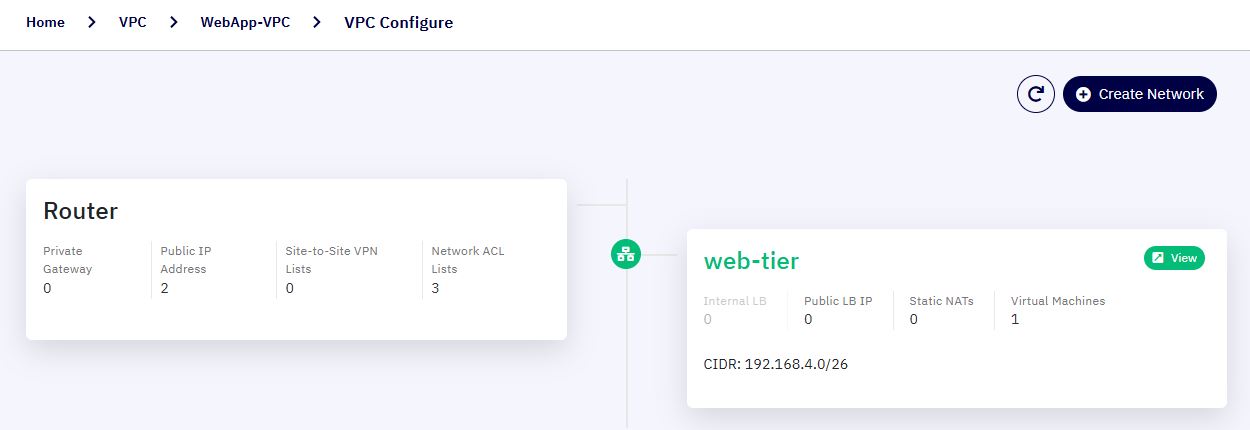 Home > VPC > WebApp-VPC > VPC Configure
Create Network
Router
Private Gateway
0
Public IP Address
2
Site-to-Site VPN Lists
0
Network ACL Lists
3
web-tier
View
Internal LB
0
Public LB IP
0
Static NATs
0
Virtual Machines
1
CIDR: 192.168.4.0/26